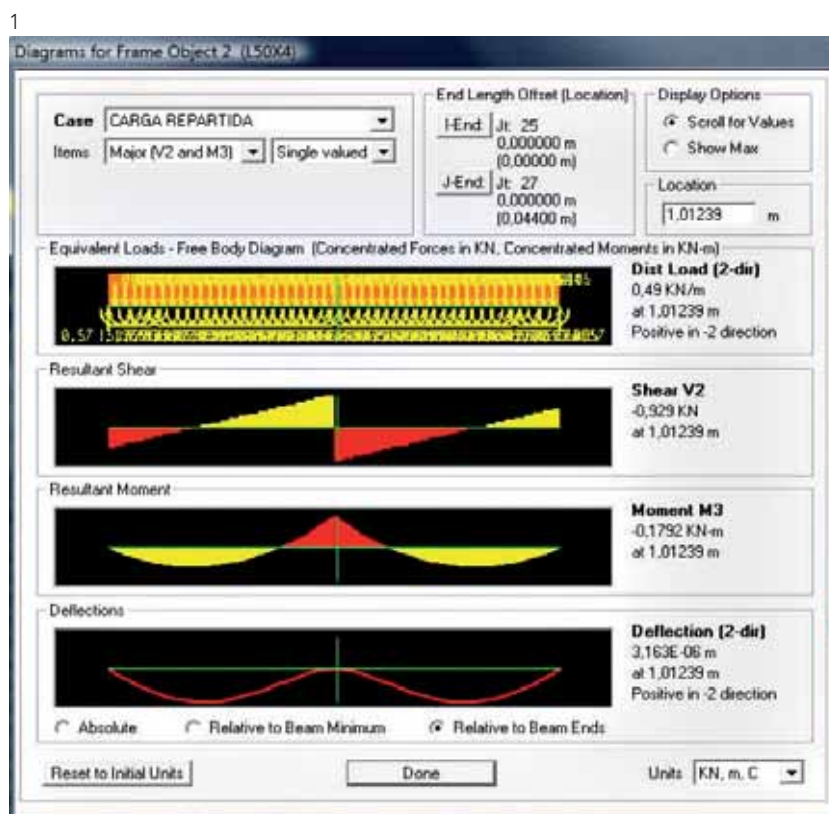 1
Diagrams for Frame Object 2 (L50X4)
Case CARGA REPARTIDA
Items Major (V2 and M3) Single valued
End Length Offset (Location)
I-End: Jt: 25
0,000000 m
(0,00000 m)
J-End: Jt: 27
0,000000 m
(0,04400 m)
Display Options
Scroll for Values
Show Max
Location
1,01239 m
Equivalent Loads - Free Body Diagram (Concentrated Forces in KN, Concentrated Moments in KN-m)
0,57
Dist Load (2-dir)
0,49 KN/m
at 1,01239 m
Positive in -2 direction
Resultant Shear
Shear V2
-0,929 KN
at 1,01239 m
Resultant Moment
Moment M3
-0,1792 KN-m
at 1,01239 m
Deflections
Deflection (2-dir)
3,163E-06 m
at 1,01239 m
Positive in -2 direction
Absolute Relative to Beam Minimum Relative to Beam Ends
Reset to Initial Units Done Units KN, m, C